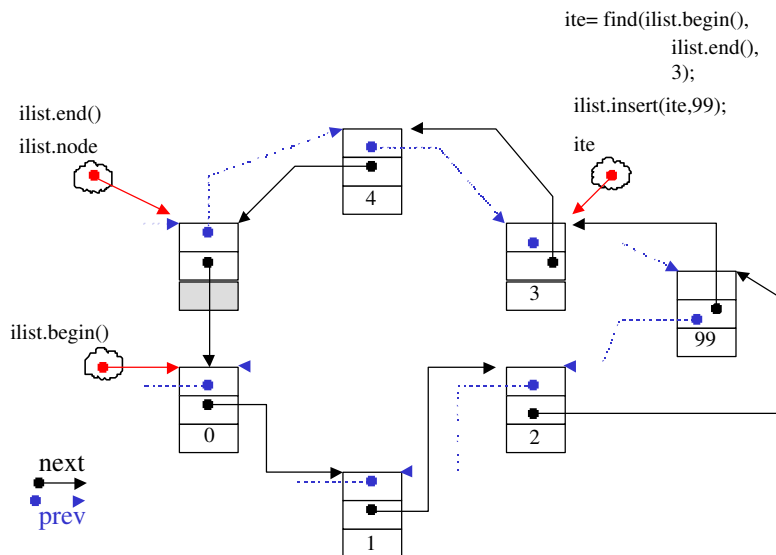 ite= find(ilist.begin(),
ilist.end(),
3);
ilist.insert(ite,99);
ite
ilist.end()
ilist.node
4
3
99
ilist.begin()
0
2
1
next
prev